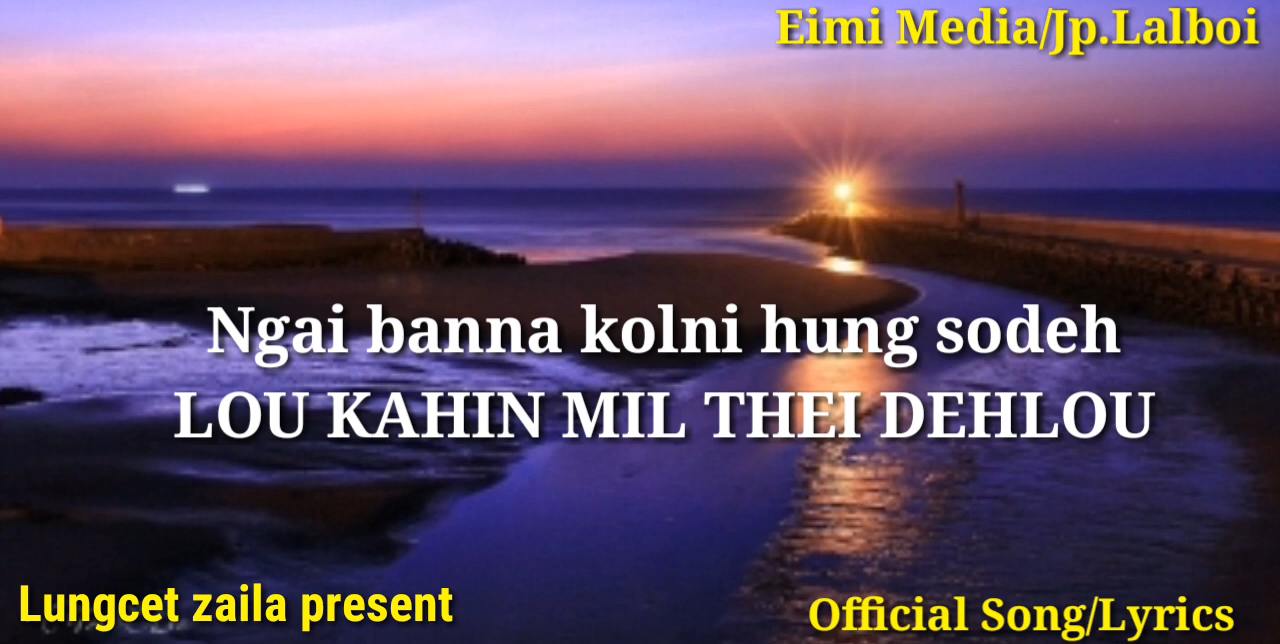 Eimi Media/Jp.Lalboi
Ngai banna kolni hung sodeh
LOU KAHIN MIL THEI DEHLOU
Lungcet zaila present
Official Song/Lyrics